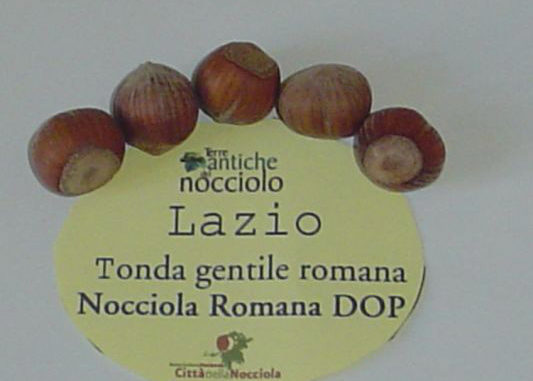 Terre
antiche
del
nocciolo
Lazio
Tonda gentile romana
Nocciola Romana DOP
Città della Nocciola